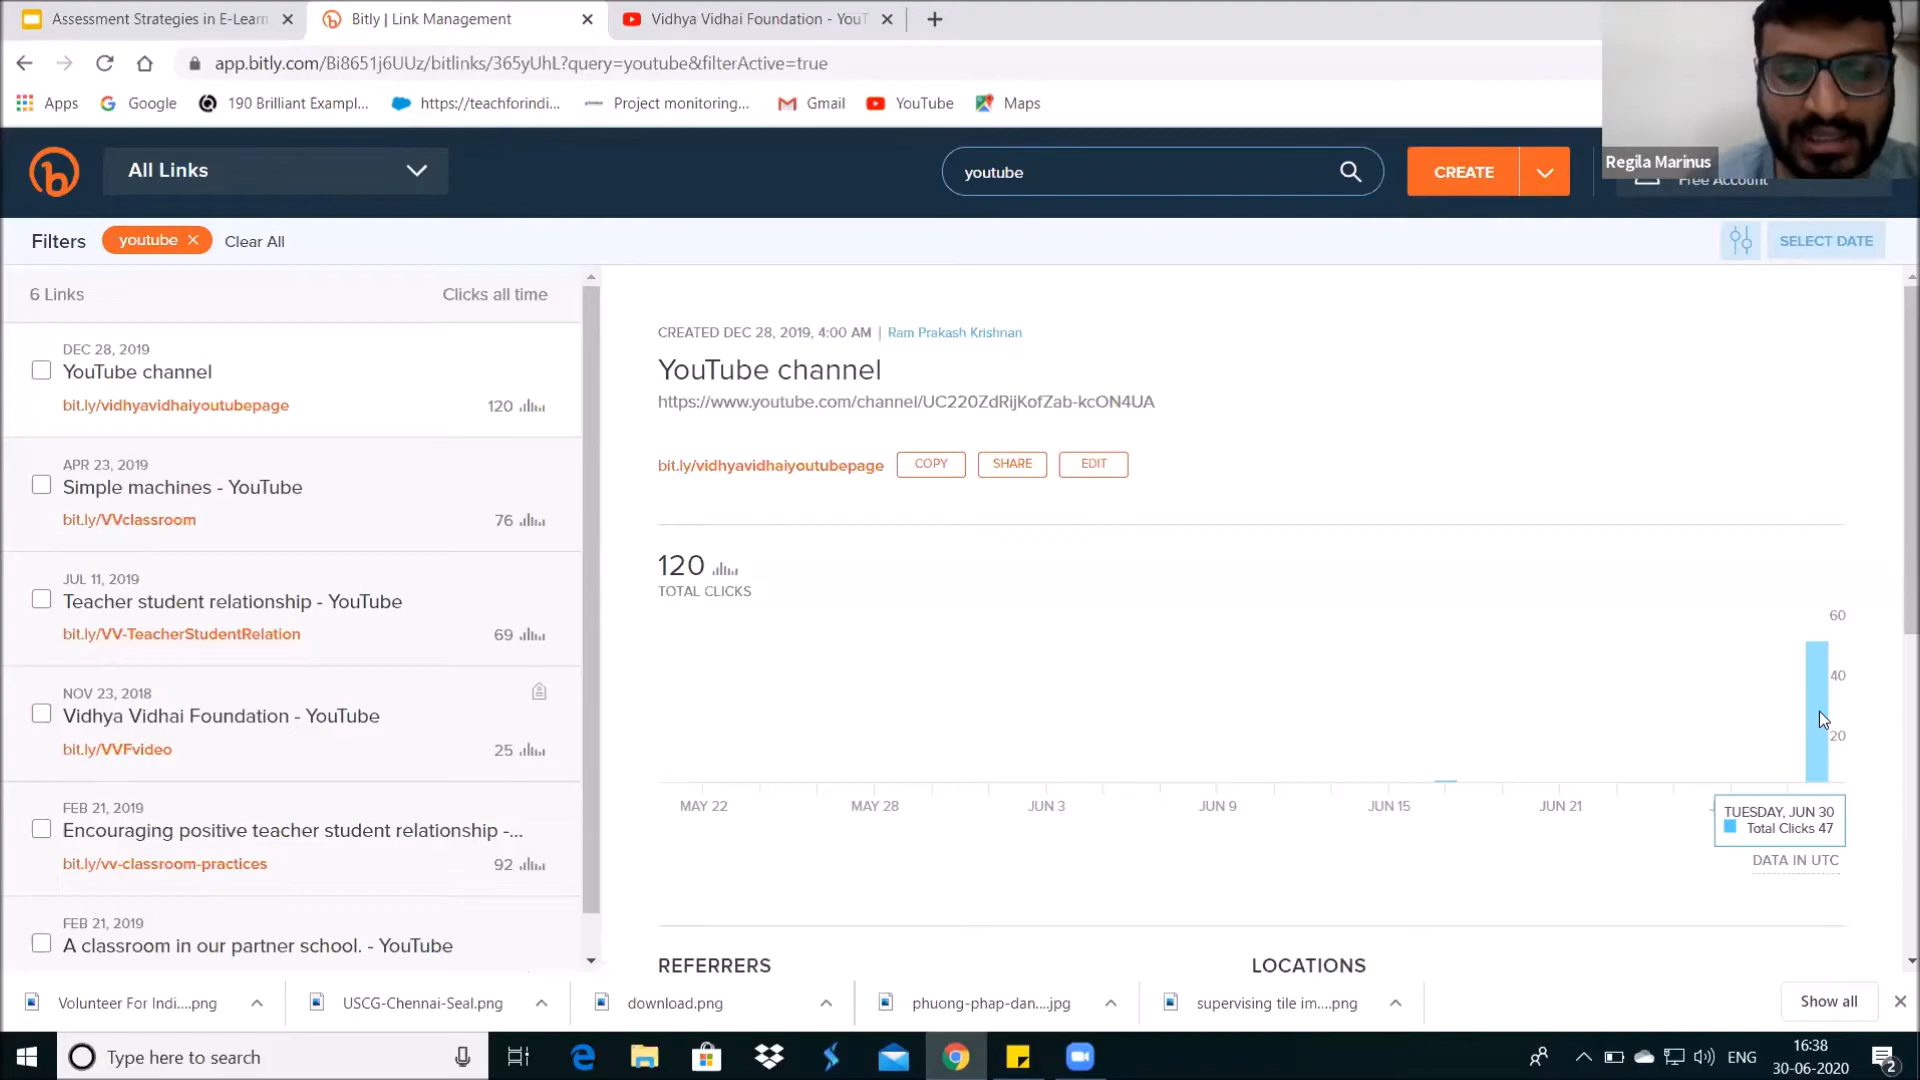 Assessment Strategies in E-Learn
Bitly | Link Management
Vidhya Vidhai Foundation - YouT
app.bitly.com/Bi8651j6UUz/bitlinks/365yUhL?query=youtube&filterActive=true
Apps
Google
190 Brilliant Exampl...
https://teachforindi...
Project monitoring...
Gmail
YouTube
Maps
All Links
youtube
CREATE
Regila Marinus
Free Account
Filters
youtube
Clear All
SELECT DATE
6 Links
Clicks all time
DEC 28, 2019
YouTube channel
bit.ly/vidhyavidhaiyoutubepage
120
APR 23, 2019
Simple machines - YouTube
bit.ly/VVclassroom
76
JUL 11, 2019
Teacher student relationship - YouTube
bit.ly/VV-TeacherStudentRelation
69
NOV 23, 2018
Vidhya Vidhai Foundation - YouTube
bit.ly/VVFvideo
25
FEB 21, 2019
Encouraging positive teacher student relationship -...
bit.ly/vv-classroom-practices
92
FEB 21, 2019
A classroom in our partner school. - YouTube
CREATED DEC 28, 2019, 4:00 AM | Ram Prakash Krishnan
YouTube channel
https://www.youtube.com/channel/UC220ZdRijKofZab-kcON4UA
bit.ly/vidhyavidhaiyoutubepage
COPY
SHARE
EDIT
120
TOTAL CLICKS
60
40
20
MAY 22
MAY 28
JUN 3
JUN 9
JUN 15
JUN 21
TUESDAY, JUN 30
Total Clicks 47
DATA IN UTC
REFERRERS
LOCATIONS
Volunteer For Indi....png
USCG-Chennai-Seal.png
download.png
phuong-phap-dan....jpg
supervising tile im....png
Show all
Type here to search
ENG
16:38
30-06-2020
2